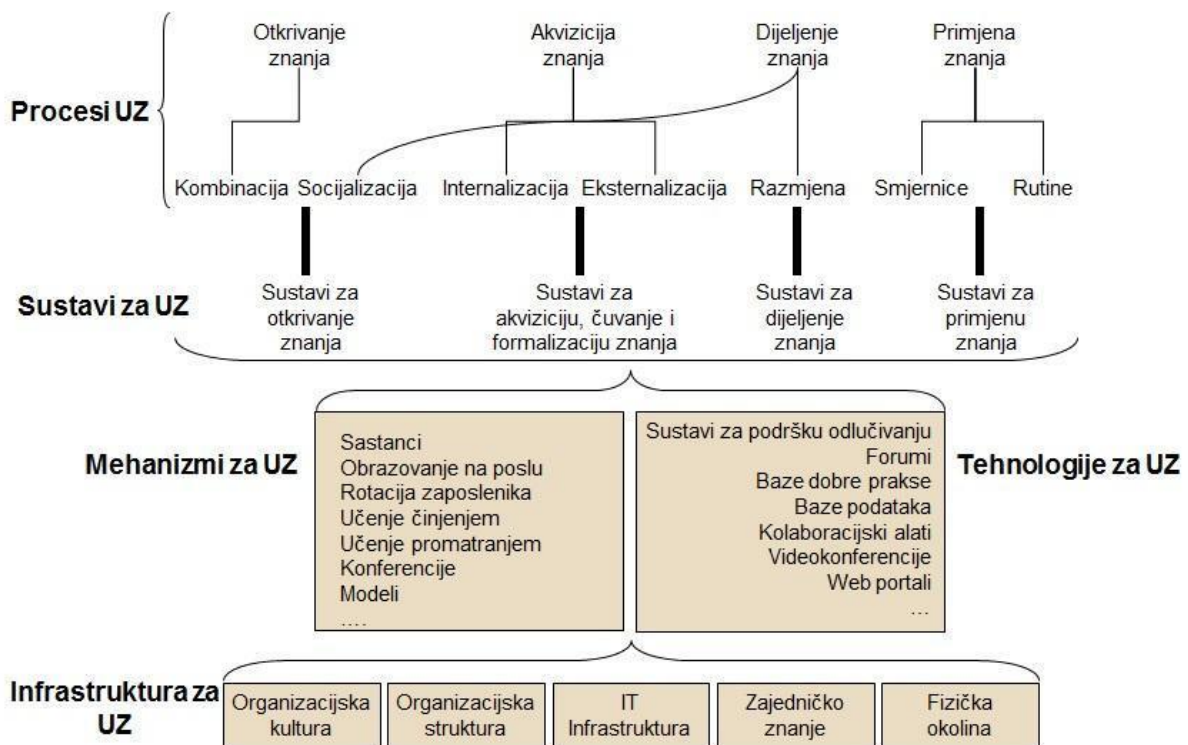 Otkrivanje
znanja
Akvizicija
znanja
Dijeljenje
znanja
Primjena
znanja
Procesi UZ
Kombinacija
Socijalizacija
Internalizacija
Eksternalizacija
Razmjena
Smjernice
Rutine
Sustavi za UZ
Sustavi za
otkrivanje
znanja
Sustavi za
akviziciju, čuvanje i
formalizaciju znanja
Sustavi za
dijeljenje
znanja
Sustavi za
primjenu
znanja
Mehanizmi za UZ
Sastanci
Obrazovanje na poslu
Rotacija zaposlenika
Učenje činjenjem
Učenje promatranjem
Konferencije
Modeli
....
Sustavi za podršku odlučivanju
Forumi
Baze dobre prakse
Baze podataka
Kolaboracijski alati
Videokonferencije
Web portali
...
Tehnologije za UZ
Infrastruktura za
UZ
Organizacijska
kultura
Organizacijska
struktura
IT
Infrastruktura
Zajedničko
znanje
Fizička
okolina